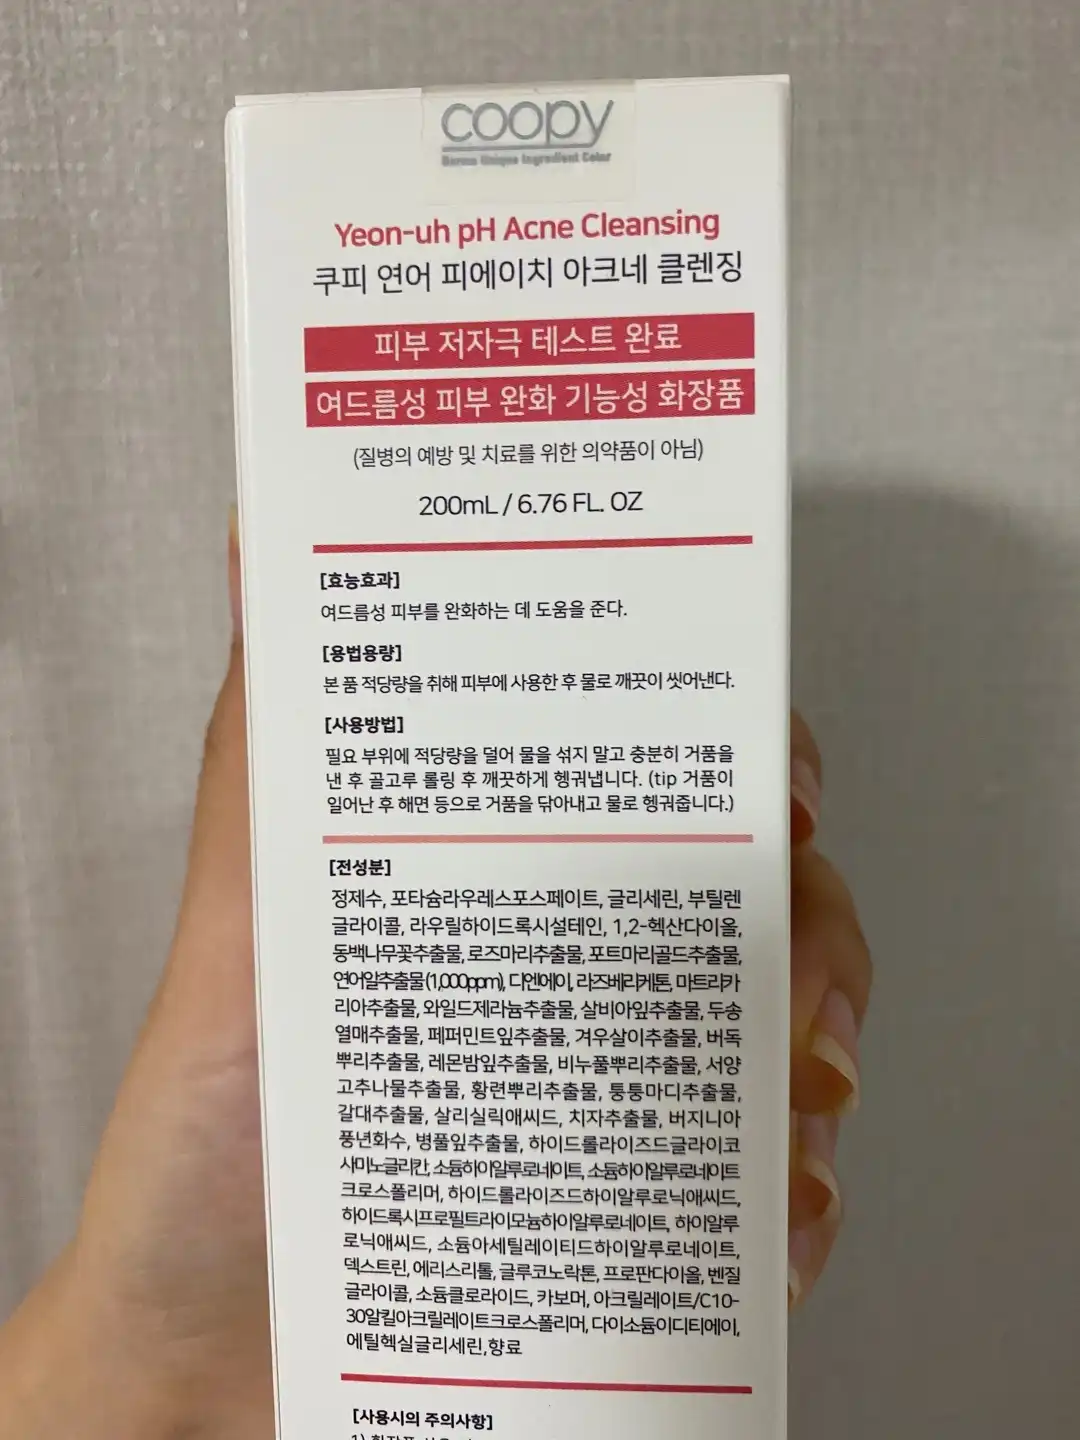 coopy
Derma Unique Ingredient Color
Yeon-uh pH Acne Cleansing
쿠피 연어 피에이치 아크네 클렌징
피부 저자극 테스트 완료
여드름성 피부 완화 기능성 화장품
(질병의 예방 및 치료를 위한 의약품이 아님)
200mL / 6.76 FL. OZ
[효능효과]
여드름성 피부를 완화하는 데 도움을 준다.
[용법용량]
본 품 적당량을 취해 피부에 사용한 후 물로 깨끗이 씻어낸다.
[사용방법]
필요 부위에 적당량을 덜어 물을 섞지 말고 충분히 거품을
낸 후 골고루 롤링 후 깨끗하게 헹궈냅니다. (tip 거품이
일어난 후 해면 등으로 거품을 닦아내고 물로 헹궈줍니다.)
[전성분]
정제수, 포타슘라우레스포스페이트, 글리세린, 부틸렌
글라이콜, 라우릴하이드록시설테인, 1,2-헥산다이올,
동백나무꽃추출물, 로즈마리추출물, 포트마리골드추출물,
연어알추출물(1,000ppm), 디엔에이, 라즈베리케톤, 마트리카
리아추출물, 와일드제라늄추출물, 살비아잎추출물, 두송
열매추출물, 페퍼민트잎추출물, 겨우살이추출물, 버독
뿌리추출물, 레몬밤잎추출물, 비누풀뿌리추출물, 서양
고추나물추출물, 황련뿌리추출물, 통통마디추출물,
갈대추출물, 살리실릭애씨드, 치자추출물, 버지니아
풍년화수, 병풀잎추출물, 하이드롤라이즈드글라이코
사미노글리칸, 소듐하이알루로네이트, 소듐하이알루로네이트
크로스폴리머, 하이드롤라이즈드하이알루로닉애씨드,
하이드록시프로필트라이모늄하이알루로네이트, 하이알루
로닉애씨드, 소듐아세틸레이티드하이알루로네이트,
덱스트린, 에리스리톨, 글루코노락톤, 프로판다이올, 벤질
글라이콜, 소듐클로라이드, 카보머, 아크릴레이트/C10-
30알킬아크릴레이트크로스폴리머, 다이소듐이디티에이,
에틸헥실글리세린,향료
[사용시의 주의사항]